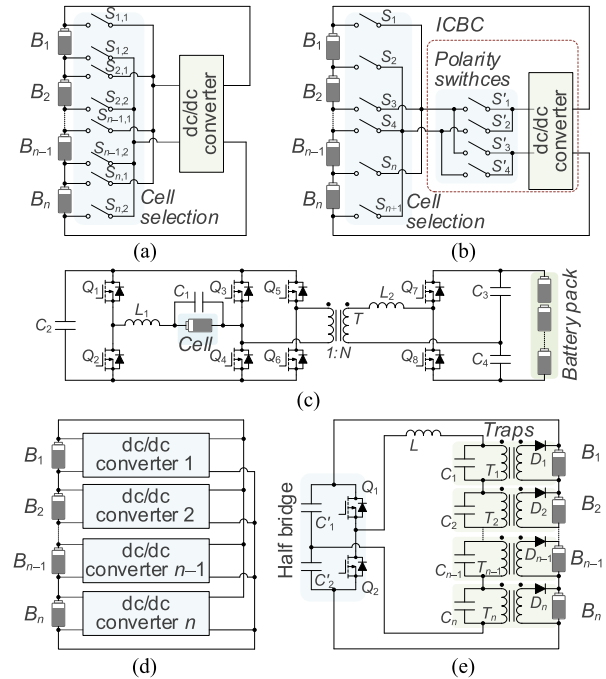 B1
B2
Bn–1
Bn
S1,1
S1,2
S2,1
S2,2
Sn–1,1
Sn–1,2
Sn,1
Sn,2
dc/dc
converter
Cell
selection
(a)
B1
B2
Bn–1
Bn
S1
S2
S3
S4
Sn
Sn+1
ICBC
Polarity
swithces
S'1
S'2
S'3
S'4
dc/dc
converter
Cell
selection
(b)
C2
Q1
Q2
L1
C1
Cell
Q3
Q4
Q5
Q6
1:N
T
L2
Q7
Q8
C3
C4
Battery pack
(c)
B1
B2
Bn–1
Bn
dc/dc
converter 1
dc/dc
converter 2
dc/dc
converter n–1
dc/dc
converter n
(d)
Half bridge
C'1
C'2
Q1
Q2
L
Traps
C1
T1
D1
B1
C2
T2
D2
B2
Cn–1
Tn–1
Dn–1
Bn–1
Cn
Tn
Dn
Bn
(e)